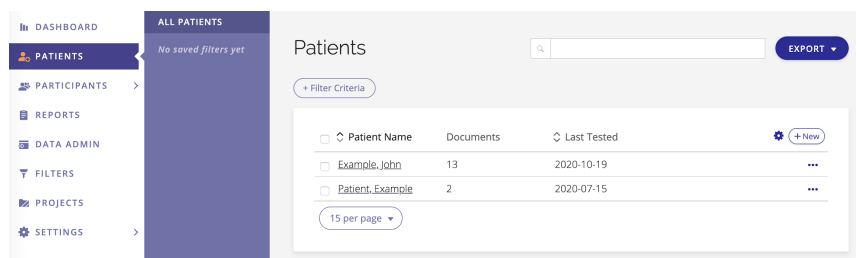 DASHBOARD
PATIENTS
PARTICIPANTS
REPORTS
DATA ADMIN
FILTERS
PROJECTS
SETTINGS
ALL PATIENTS
No saved filters yet
Patients
EXPORT
+ Filter Criteria
Patient Name Documents Last Tested + New
Example, John 13 2020-10-19
Patient, Example 2 2020-07-15
15 per page